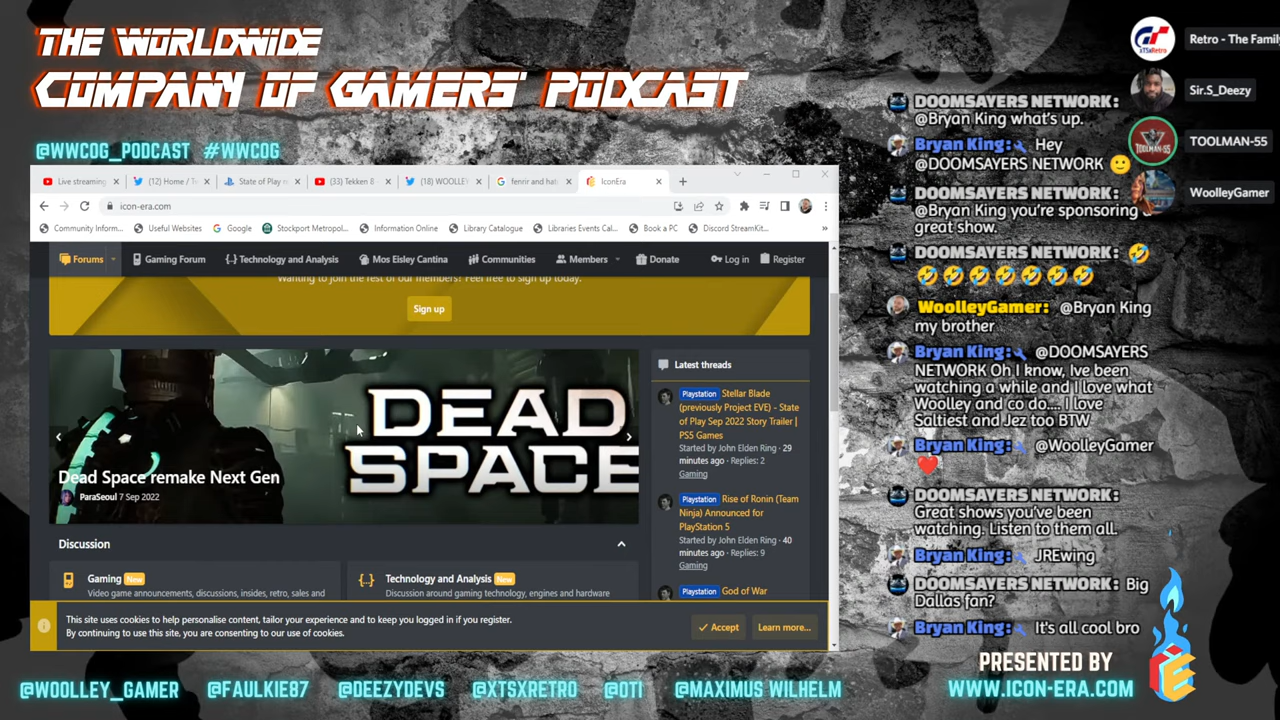 THE WORLDWIDE
COMPANY OF GAMERS' PODCAST
@WWCOG_PODCAST #WWCOG
Live streaming
(12) Home / T
State of Play
(33) Tekken 8
(18) WOOLLE
fenrir and hat
IconEra
icon-era.com
Community Inform...
Useful Websites
Google
Stockport Metropol...
Information Online
Library Catalogue
Libraries Events Cal...
Book a PC
Discord StreamKit...
»
Forums
Gaming Forum
Technology and Analysis
Mos Eisley Cantina
Communities
Members
Donate
Log in
Register
Wanting to join the rest of our members? Feel free to sign up today.
Sign up
DEAD
SPACE
Dead Space remake Next Gen
ParaSeoul 7 Sep 2022
Latest threads
Playstation Stellar Blade
(previously Project EVE) - State
of Play Sep 2022 Story Trailer |
PS5 Games
Started by John Elden Ring · 29
minutes ago · Replies: 2
Gaming
Playstation Rise of Ronin (Team
Ninja) Announced for
PlayStation 5
Started by John Elden Ring · 40
minutes ago · Replies: 9
Gaming
Playstation God of War
Discussion
Gaming New
Video game announcements, discussions, insides, retro, sales and
Technology and Analysis New
Discussion around gaming technology, engines and hardware
This site uses cookies to help personalise content, tailor your experience and to keep you logged in if you register.
By continuing to use this site, you are consenting to our use of cookies.
Accept
Learn more...
Retro - The Family
Sir.S_Deezy
TOOLMAN-55
TOOLMAN-55
WoolleyGamer
DOOMSAYERS NETWORK:
@Bryan King what's up.
Bryan King: Hey
@DOOMSAYERS NETWORK 🙂
DOOMSAYERS NETWORK:
@Bryan King you're sponsoring a
great show.
DOOMSAYERS NETWORK: 🤣
🤣🤣🤣🤣🤣🤣🤣
WoolleyGamer: @Bryan King
my brother
Bryan King: @DOOMSAYERS
NETWORK Oh I know, Ive been
watching a while and I love what
Woolley and co do.... I love
Saltiest and Jez too BTW
Bryan King: @WoolleyGamer
❤️
DOOMSAYERS NETWORK:
Great shows you've been
watching. Listen to them all.
Bryan King: JREwing
DOOMSAYERS NETWORK: Big
Dallas fan?
Bryan King: It's all cool bro
PRESENTED BY
WWW.ICON-ERA.COM
@WOOLLEY_GAMER
@FAULKIE87
@DEEZYDEVS
@XTSXRETRO
@OTI
@MAXIMUS WILHELM